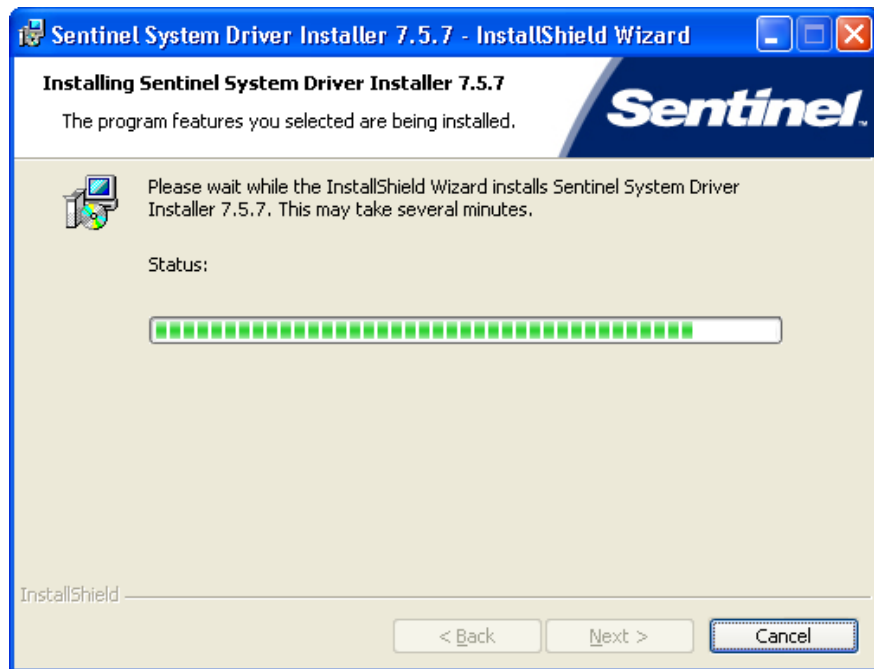 Sentinel System Driver Installer 7.5.7 - InstallShield Wizard
Installing Sentinel System Driver Installer 7.5.7
The program features you selected are being installed.
Sentinel™
Please wait while the InstallShield Wizard installs Sentinel System Driver
Installer 7.5.7. This may take several minutes.
Status:
InstallShield
< Back
Next >
Cancel